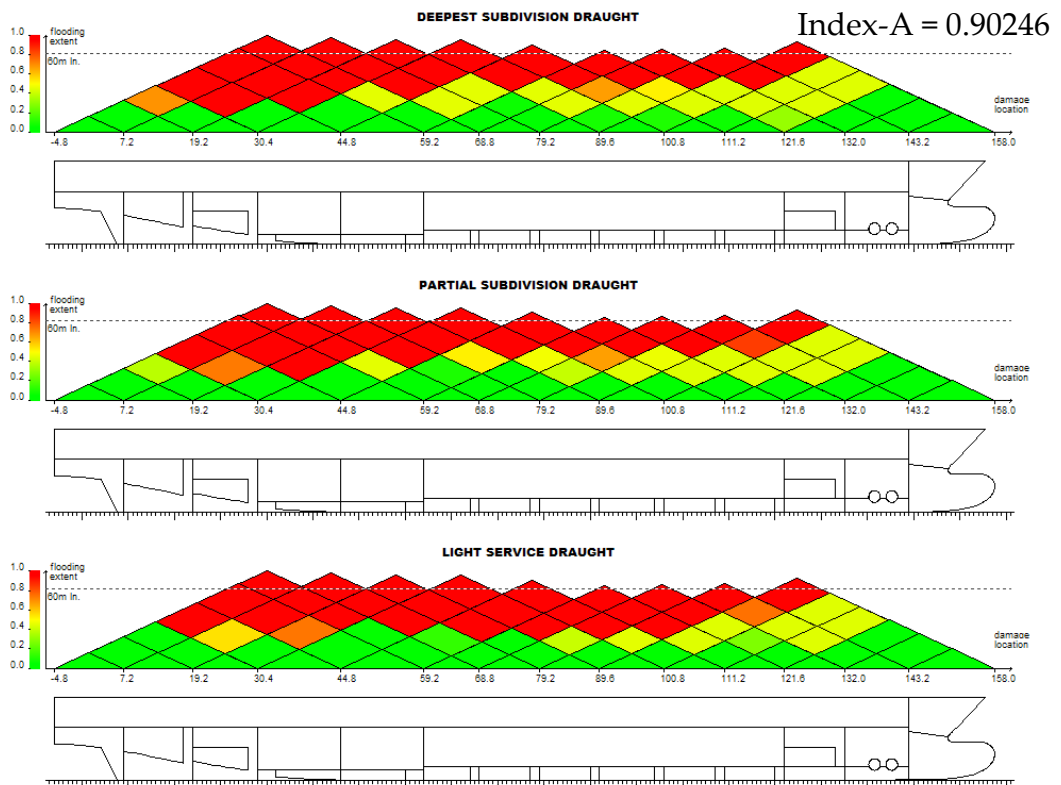 DEEPEST SUBDIVISION DRAUGHT
Index-A = 0.90246
1.0
flooding
extent
0.8
60m ln.
0.6
0.4
0.2
0.0
damage
location
-4.8 7.2 19.2 30.4 44.8 59.2 68.8 79.2 89.6 100.8 111.2 121.6 132.0 143.2 158.0
PARTIAL SUBDIVISION DRAUGHT
1.0
flooding
extent
0.8
60m ln.
0.6
0.4
0.2
0.0
damage
location
-4.8 7.2 19.2 30.4 44.8 59.2 68.8 79.2 89.6 100.8 111.2 121.6 132.0 143.2 158.0
LIGHT SERVICE DRAUGHT
1.0
flooding
extent
0.8
60m ln.
0.6
0.4
0.2
0.0
damage
location
-4.8 7.2 19.2 30.4 44.8 59.2 68.8 79.2 89.6 100.8 111.2 121.6 132.0 143.2 158.0